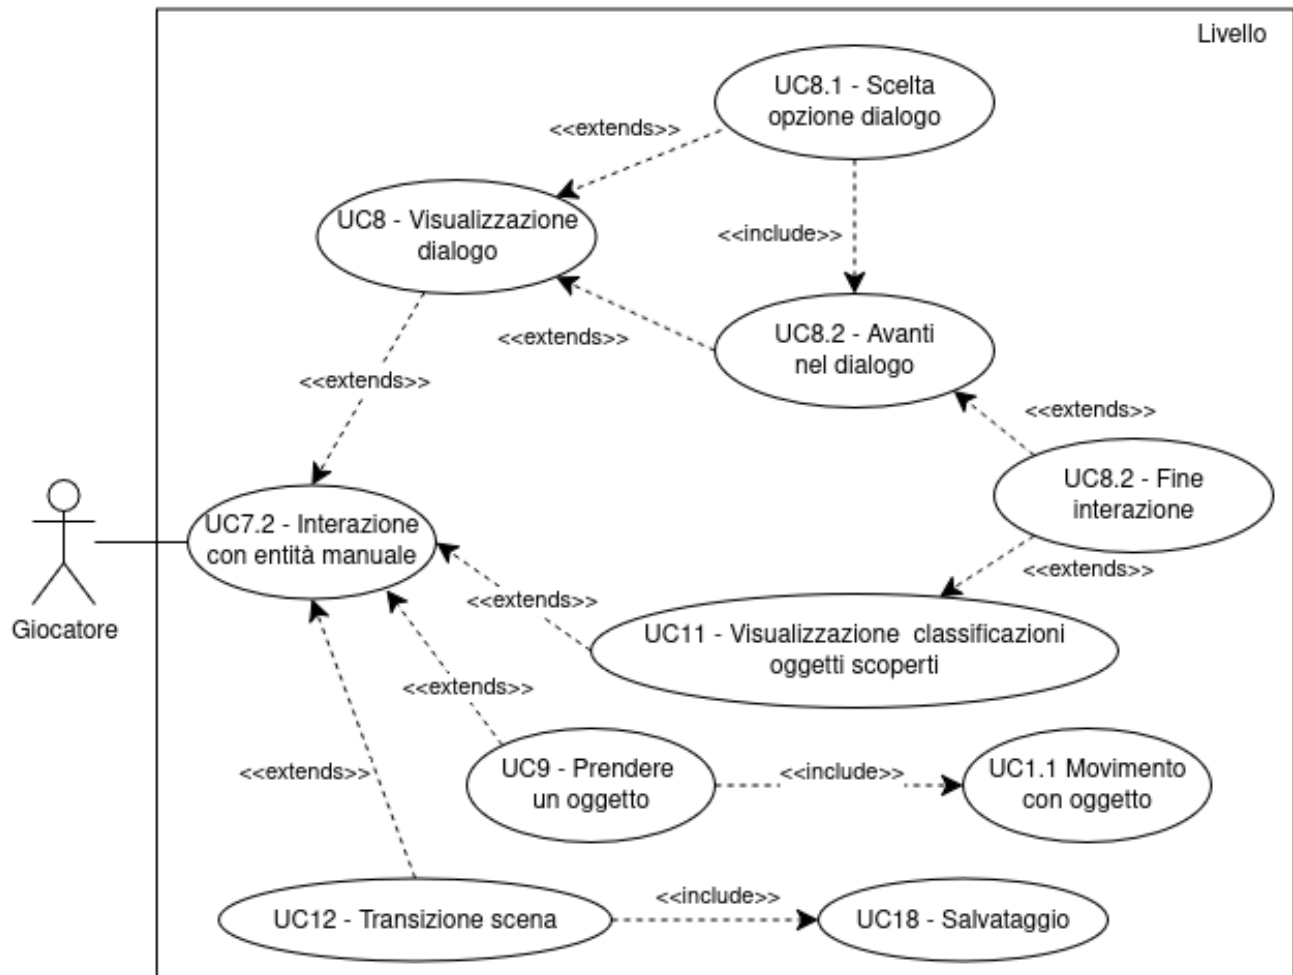 Livello
UC8.1 - Scelta
opzione dialogo
<<extends>>
UC8 - Visualizzazione
dialogo
<<include>>
<<extends>>
UC8.2 - Avanti
nel dialogo
<<extends>>
<<extends>>
UC8.2 - Fine
interazione
UC7.2 - Interazione
con entità manuale
Giocatore
<<extends>>
<<extends>>
UC11 - Visualizzazione  classificazioni
oggetti scoperti
<<extends>>
UC9 - Prendere
un oggetto
<<include>>
UC1.1 Movimento
con oggetto
<<extends>>
UC12 - Transizione scena
<<include>>
UC18 - Salvataggio